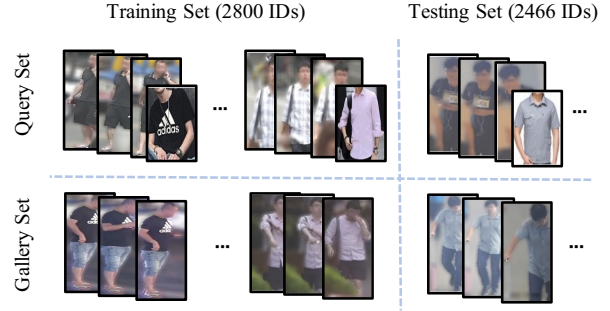 Training Set (2800 IDs)
Testing Set (2466 IDs)
Query Set
...
...
adidas
Gallery Set
...
...